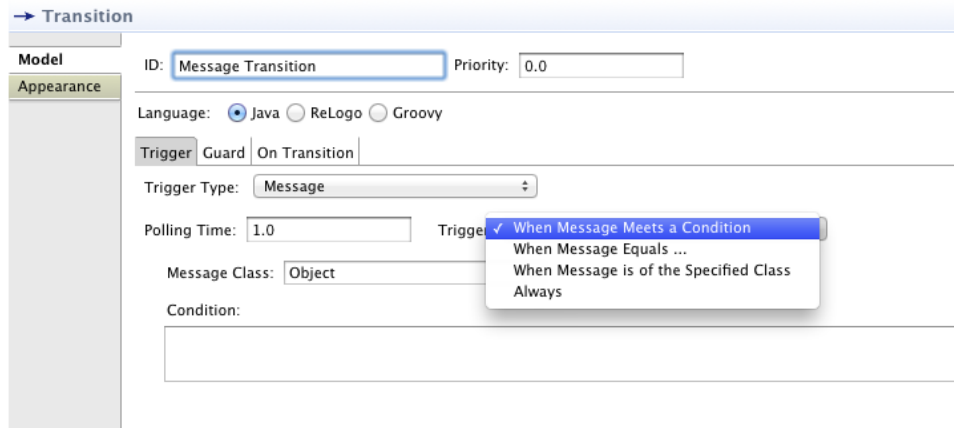 Transition
Model
Appearance
ID: Message Transition Priority: 0.0
Language: Java ReLogo Groovy
Trigger Guard On Transition
Trigger Type: Message
Polling Time: 1.0 Trigger
When Message Meets a Condition
When Message Equals ...
When Message is of the Specified Class
Always
Message Class: Object
Condition: